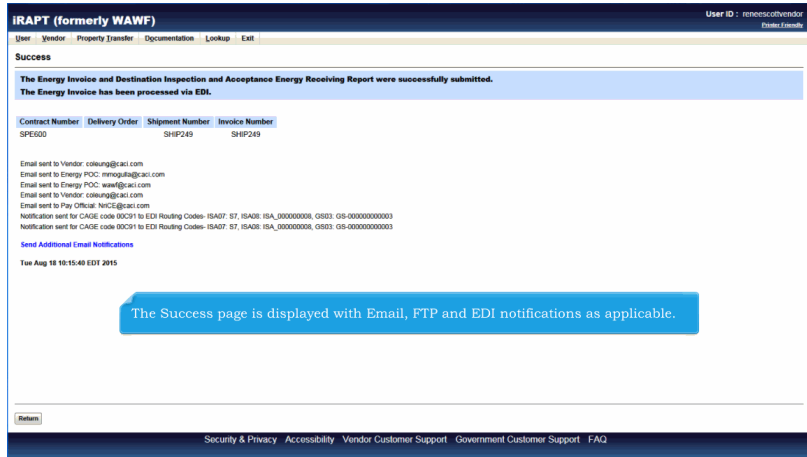 iRAPT (formerly WAWF)
User ID : reneescottvendor
Printer Friendly
User Vendor Property Transfer Documentation Lookup Exit
Success
The Energy Invoice and Destination Inspection and Acceptance Energy Receiving Report were successfully submitted.
The Energy Invoice has been processed via EDI.
Contract Number Delivery Order Shipment Number Invoice Number
SPE600 SHIP249 SHIP249
Email sent to Vendor: coleung@caci.com
Email sent to Energy POC: mmogulla@caci.com
Email sent to Energy POC: wawf@caci.com
Email sent to Vendor: coleung@caci.com
Email sent to Pay Official: NriCE@caci.com
Notification sent for CAGE code 00C91 to EDI Routing Codes- ISA07: S7, ISA08: ISA_000000008, GS03: GS-000000000003
Notification sent for CAGE code 00C91 to EDI Routing Codes- ISA07: S7, ISA08: ISA_000000008, GS03: GS-000000000003
Send Additional Email Notifications
Tue Aug 18 10:15:40 EDT 2015
The Success page is displayed with Email, FTP and EDI notifications as applicable.
Return
Security & Privacy Accessibility Vendor Customer Support Government Customer Support FAQ